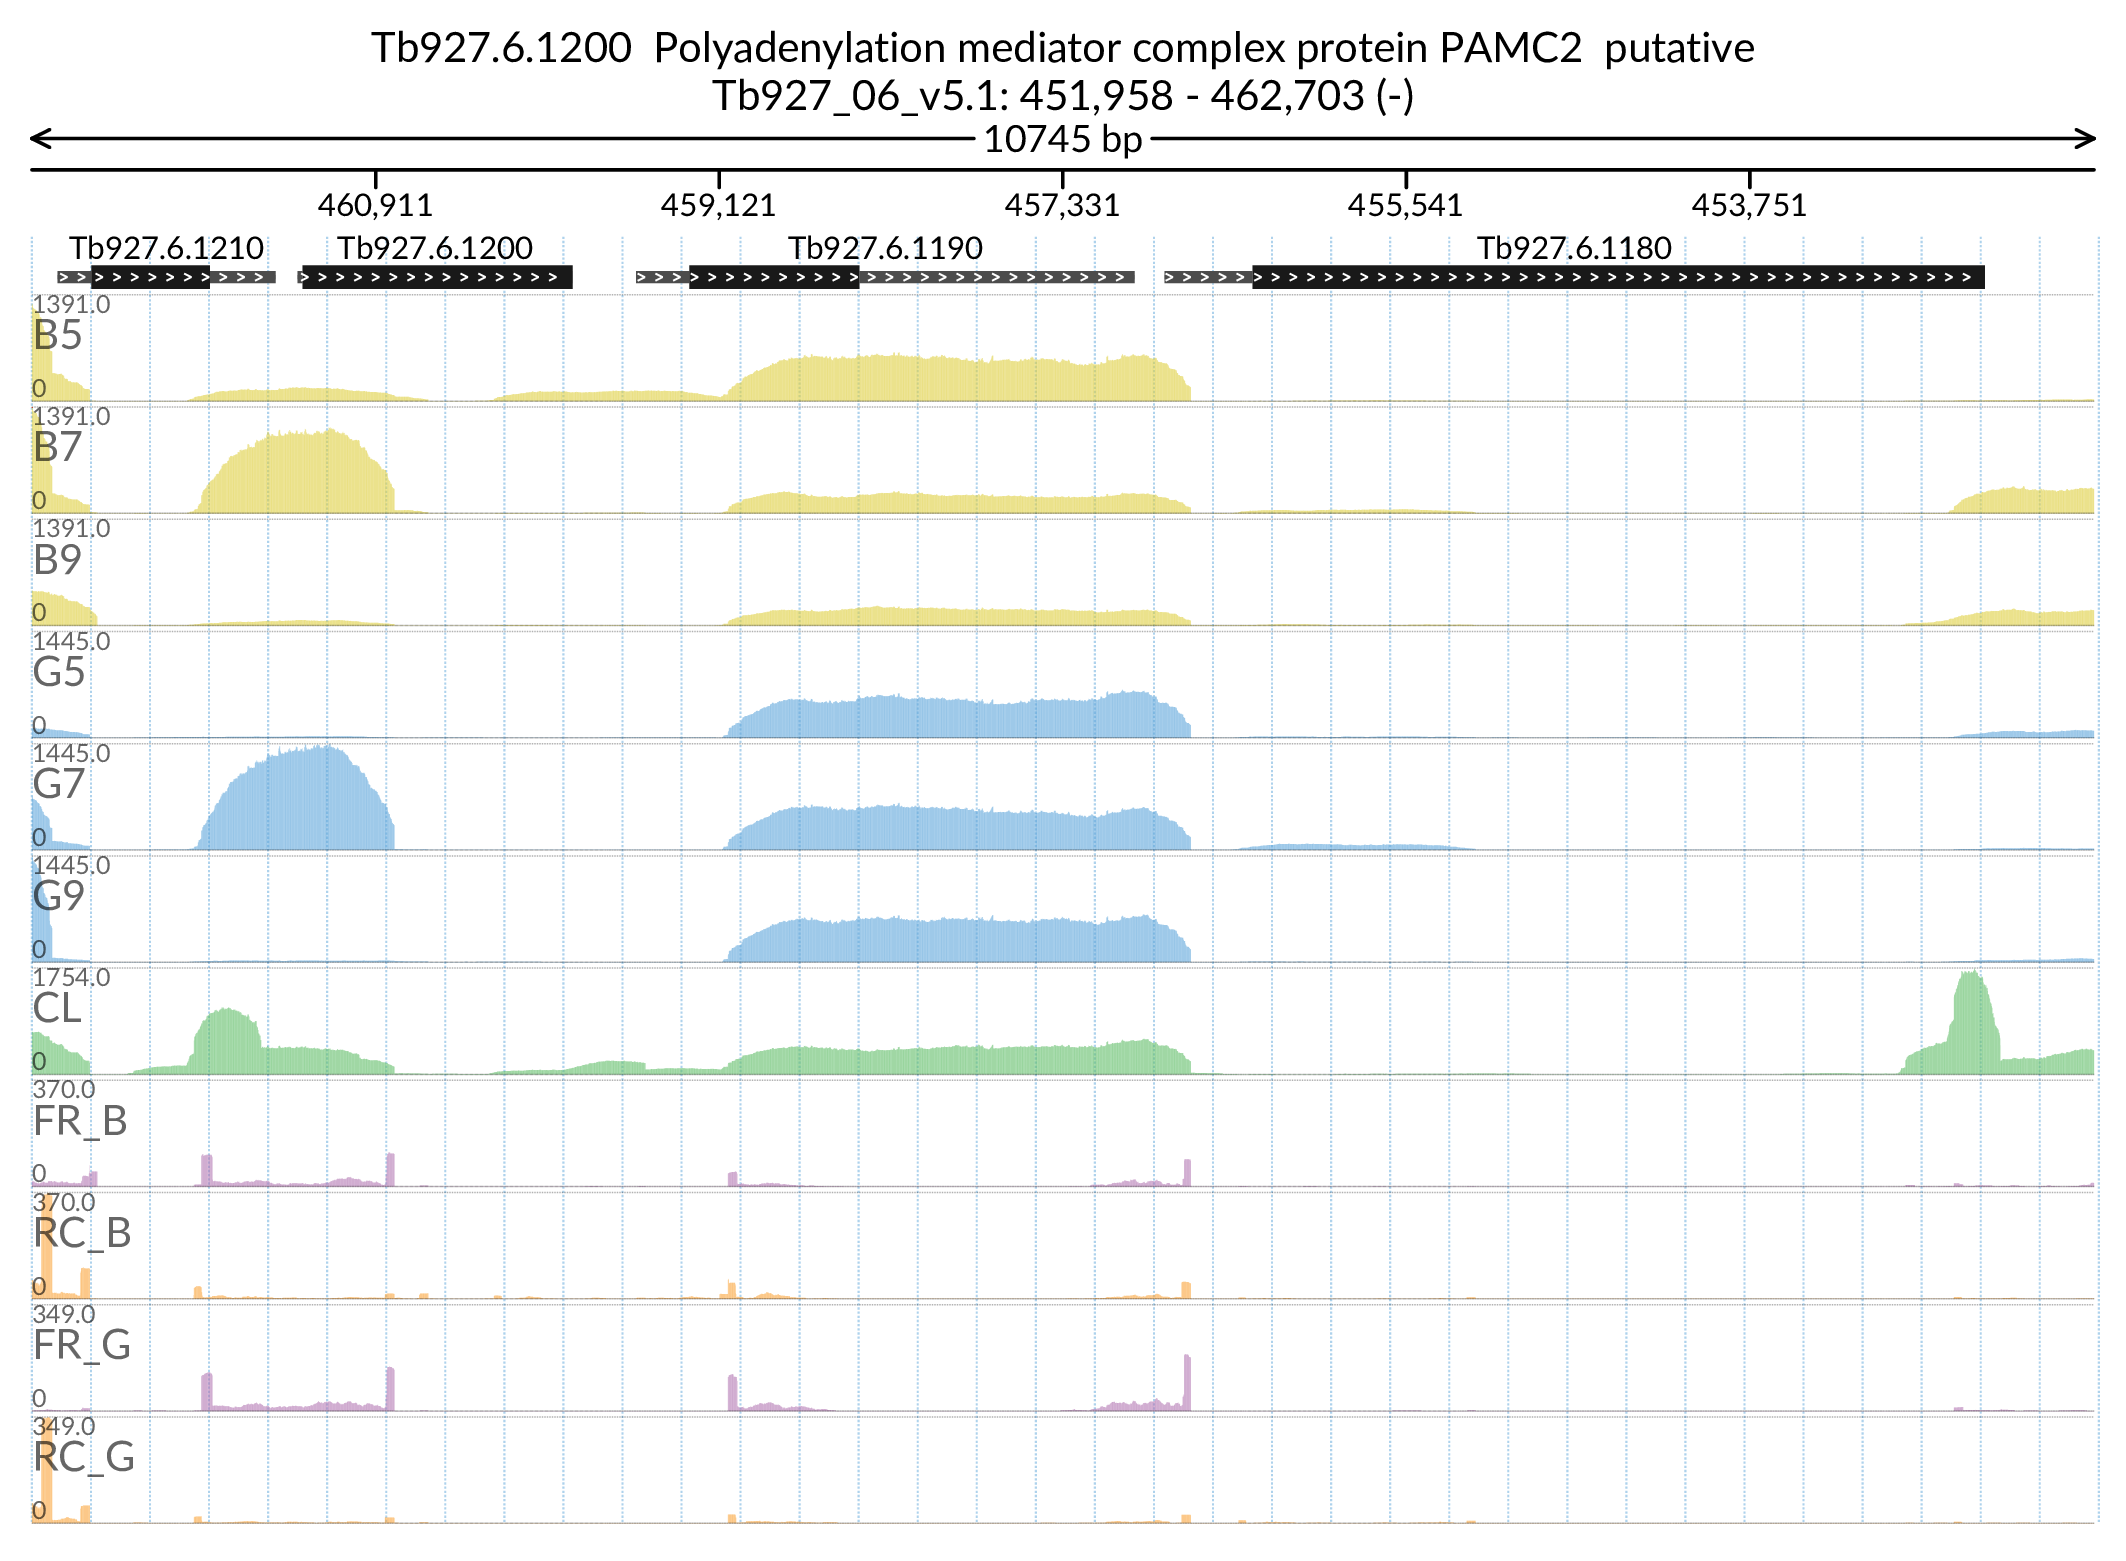 Tb927.6.1200 Polyadenylation mediator complex protein PAMC2 putative
Tb927_06_v5.1: 451,958 - 462,703 (-)
10745 bp
460,911 459,121 457,331 455,541 453,751
Tb927.6.1210 Tb927.6.1200 Tb927.6.1190 Tb927.6.1180
1391.0
B5
0
1391.0
B7
0
1391.0
B9
0
1445.0
G5
0
1445.0
G7
0
1445.0
G9
0
1754.0
CL
0
370.0
FR_B
0
370.0
RC_B
0
349.0
FR_G
0
349.0
RC_G
0